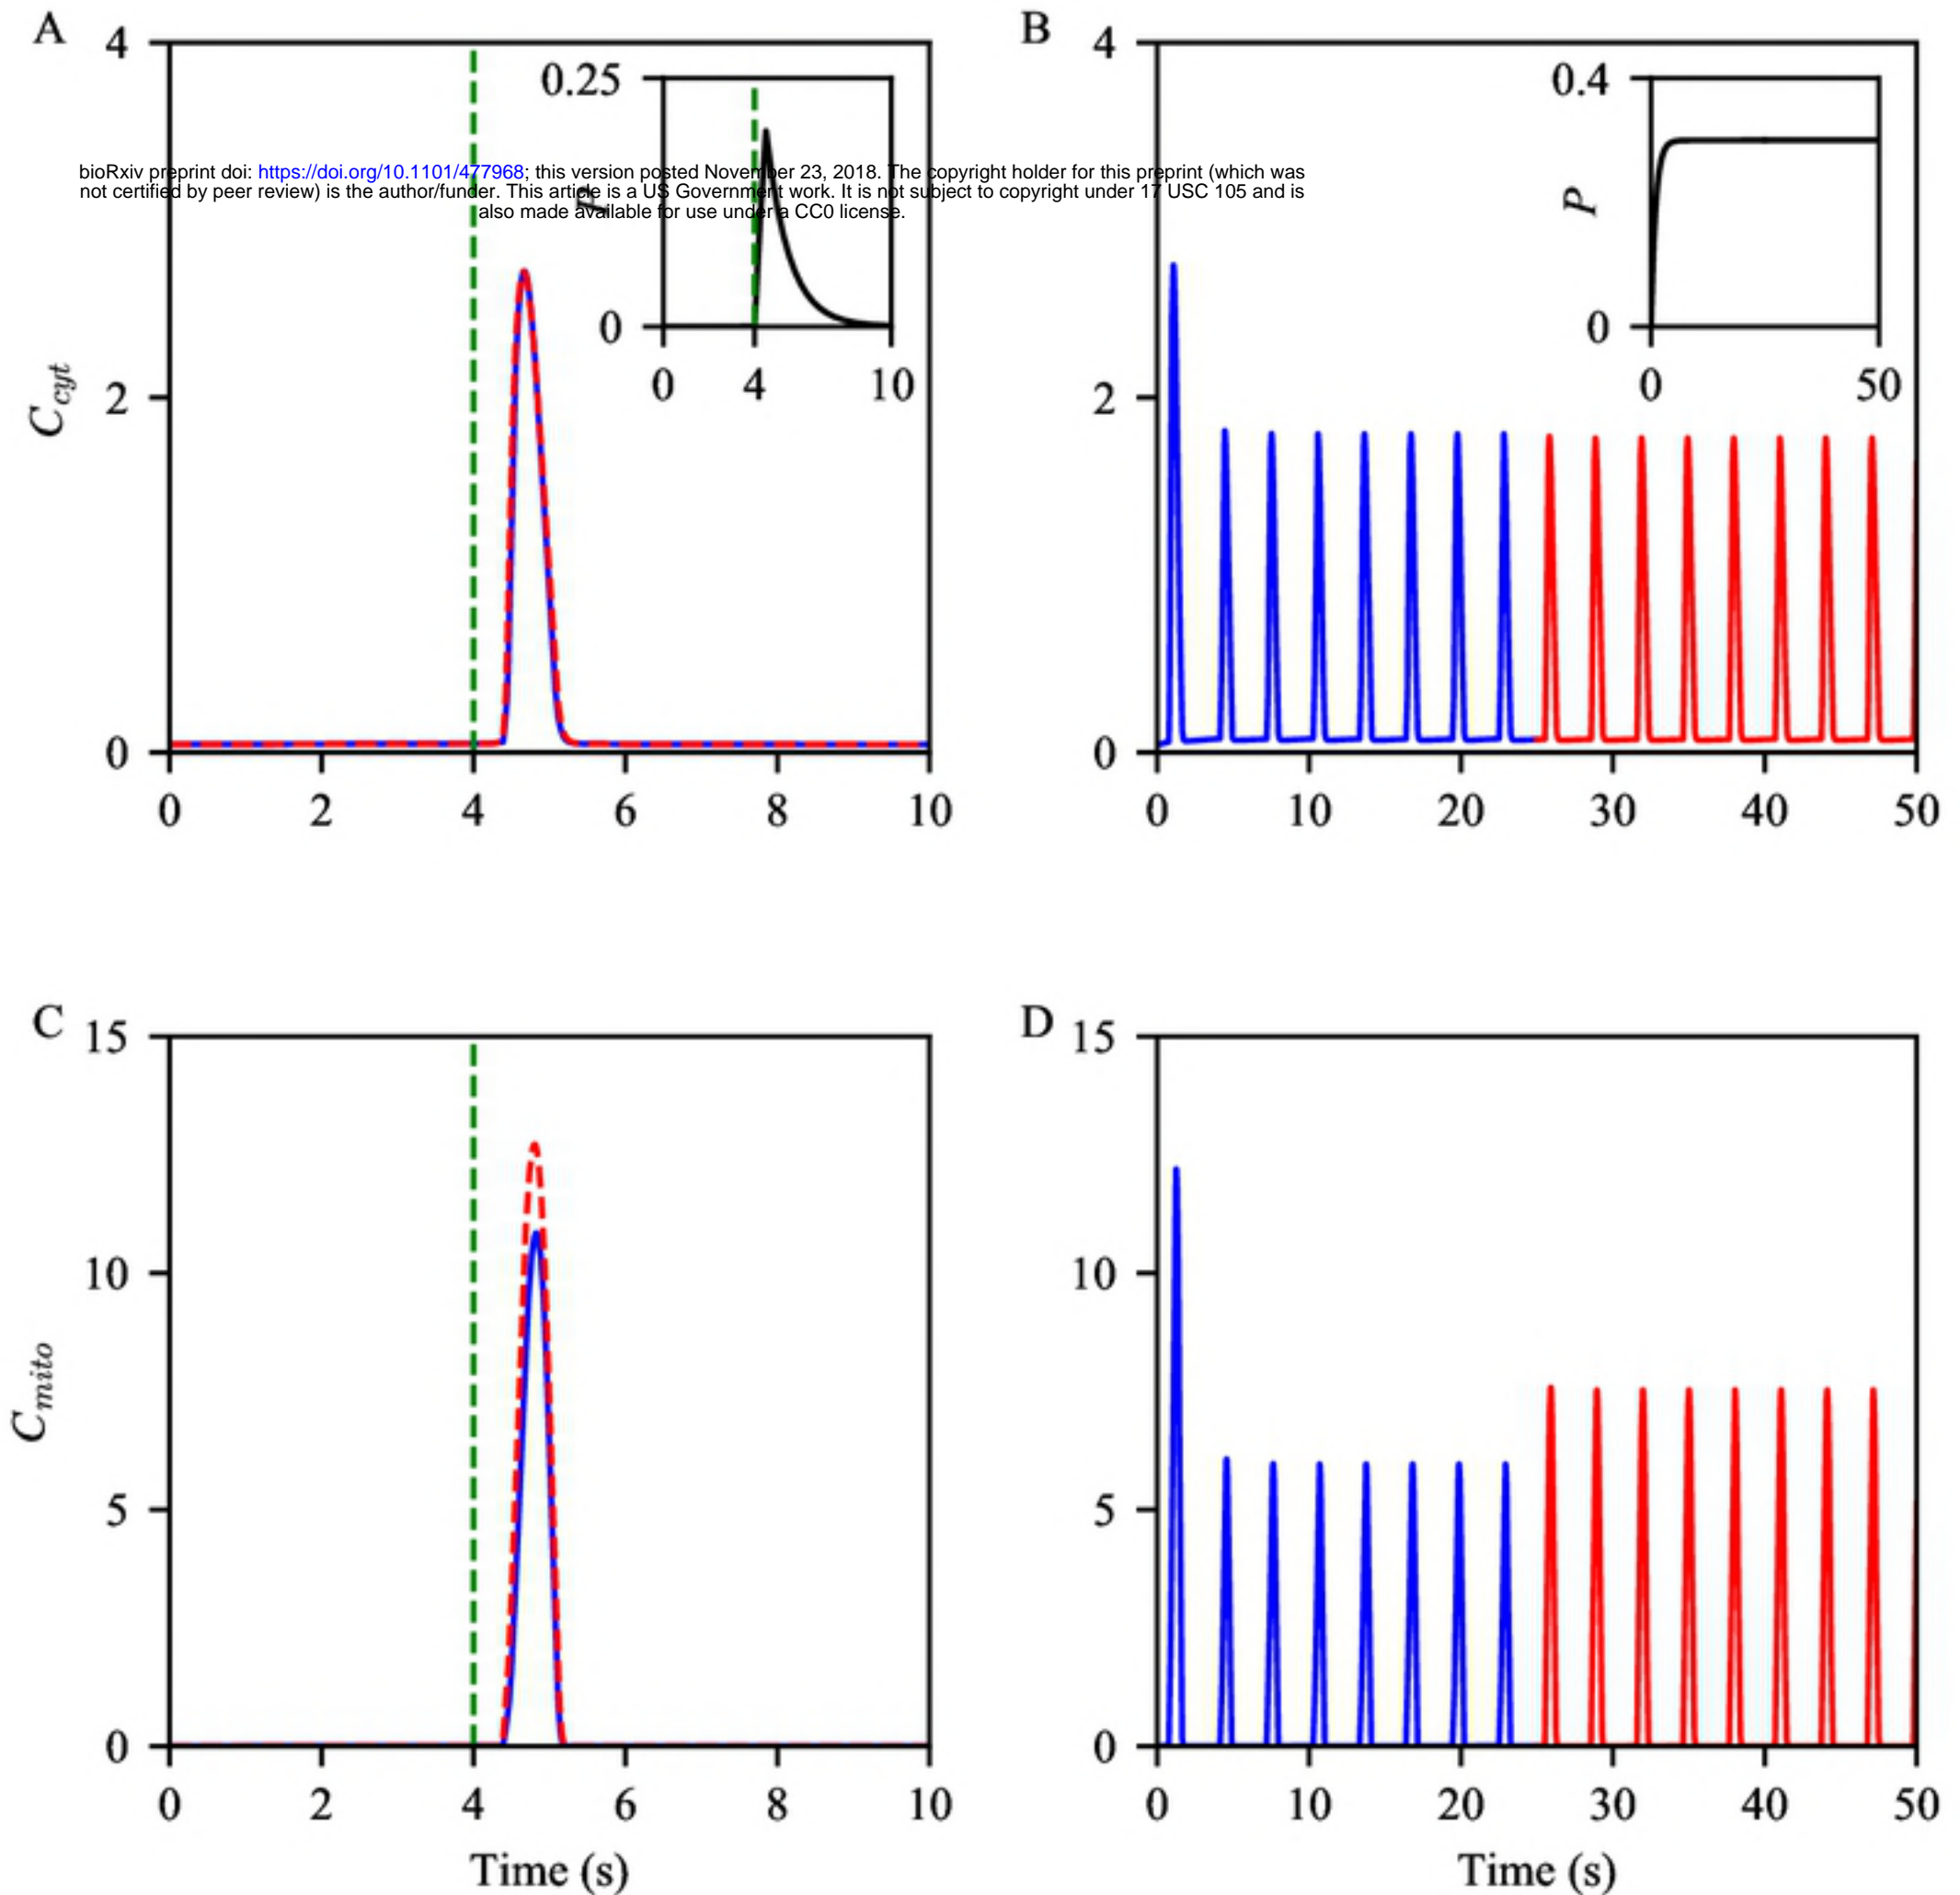 A
B
4
4
0.25
0.4
bioRxiv preprint doi: https://doi.org/10.1101/477968; this version posted November 23, 2018. The copyright holder for this preprint (which was
not certified by peer review) is the author/funder. This article is a US Government work. It is not subject to copyright under 17 USC 105 and is
also made available for use under a CC0 license.
P
P
0
0
0 4 10
0 50
C_cyt
2
2
0
0
0 2 4 6 8 10
0 10 20 30 40 50
C
D
15
15
10
10
C_mito
5
5
0
0
0 2 4 6 8 10
0 10 20 30 40 50
Time (s)
Time (s)